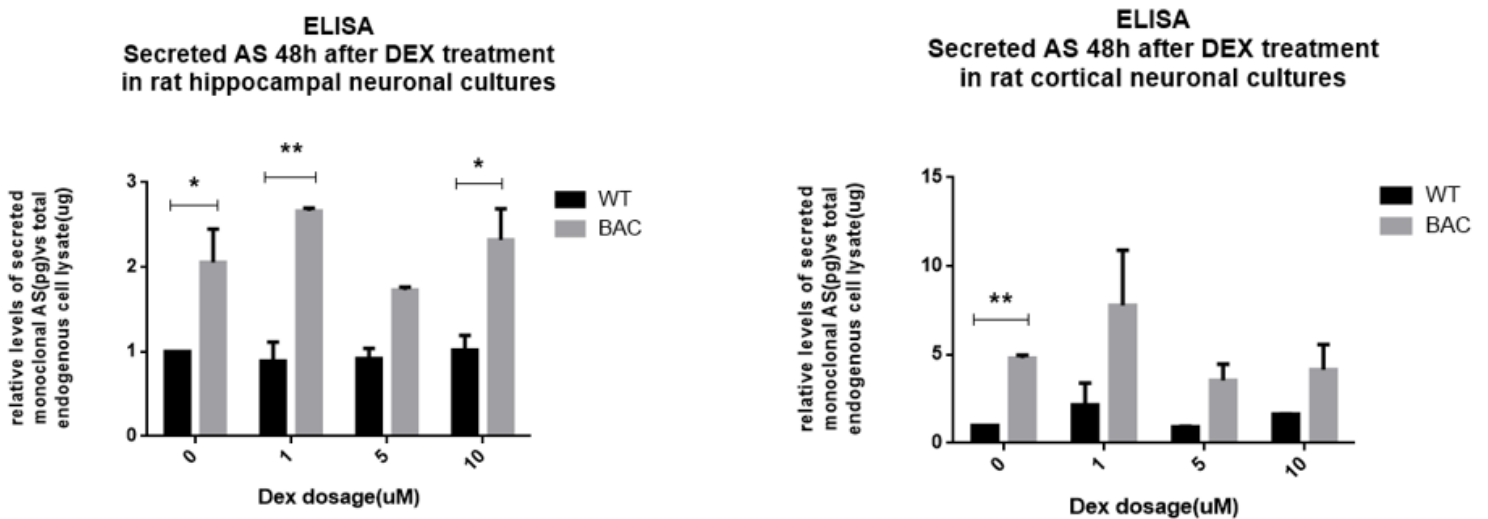 ELISA
Secreted AS 48h after DEX treatment
in rat hippocampal neuronal cultures
relative levels of secreted
monoclonal AS(pg)vs total
endogenous cell lysate(ug)
3
2
1
0
*
**
*
WT
BAC
0
1
5
10
Dex dosage(uM)
ELISA
Secreted AS 48h after DEX treatment
in rat cortical neuronal cultures
relative levels of secreted
monoclonal AS(pg)vs total
endogenous cell lysate(ug)
15
10
5
0
**
WT
BAC
0
1
5
10
Dex dosage(uM)